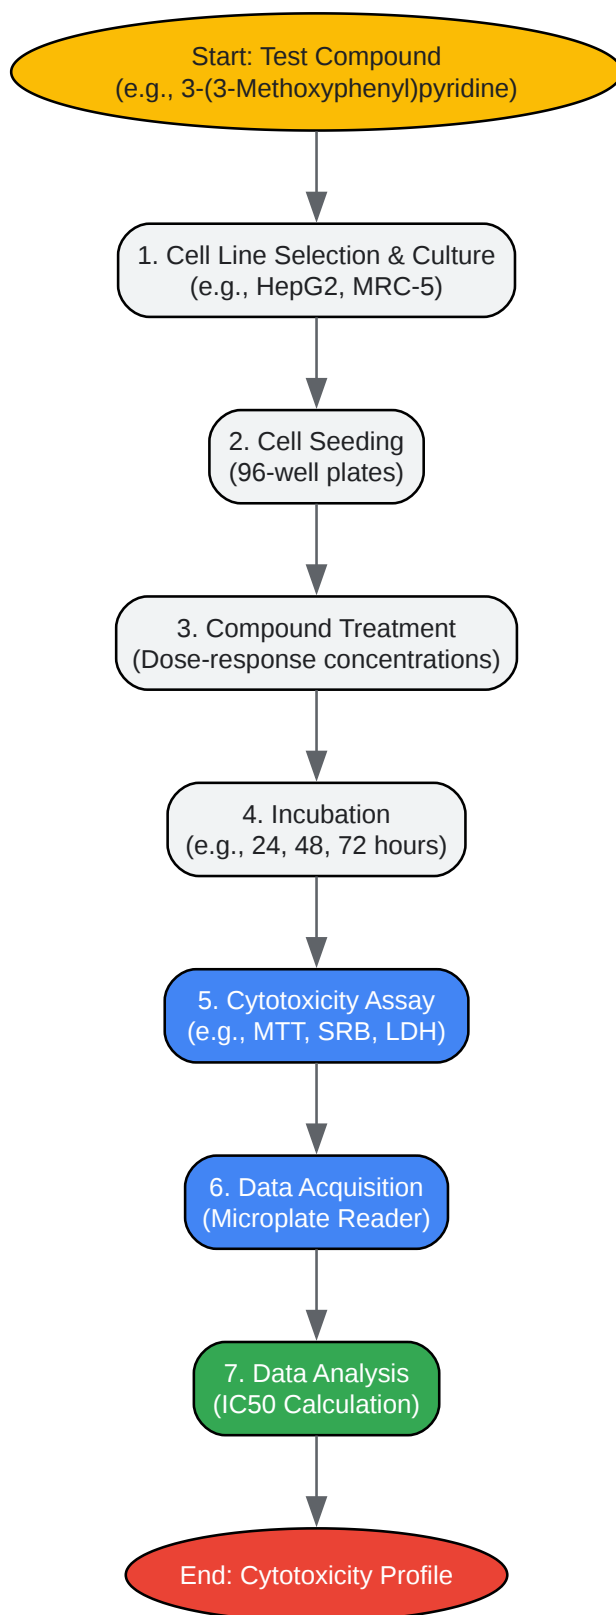 Start: Test Compound
(e.g., 3-(3-Methoxyphenyl)pyridine)
1. Cell Line Selection & Culture
(e.g., HepG2, MRC-5)
2. Cell Seeding
(96-well plates)
3. Compound Treatment
(Dose-response concentrations)
4. Incubation
(e.g., 24, 48, 72 hours)
5. Cytotoxicity Assay
(e.g., MTT, SRB, LDH)
6. Data Acquisition
(Microplate Reader)
7. Data Analysis
(IC50 Calculation)
End: Cytotoxicity Profile